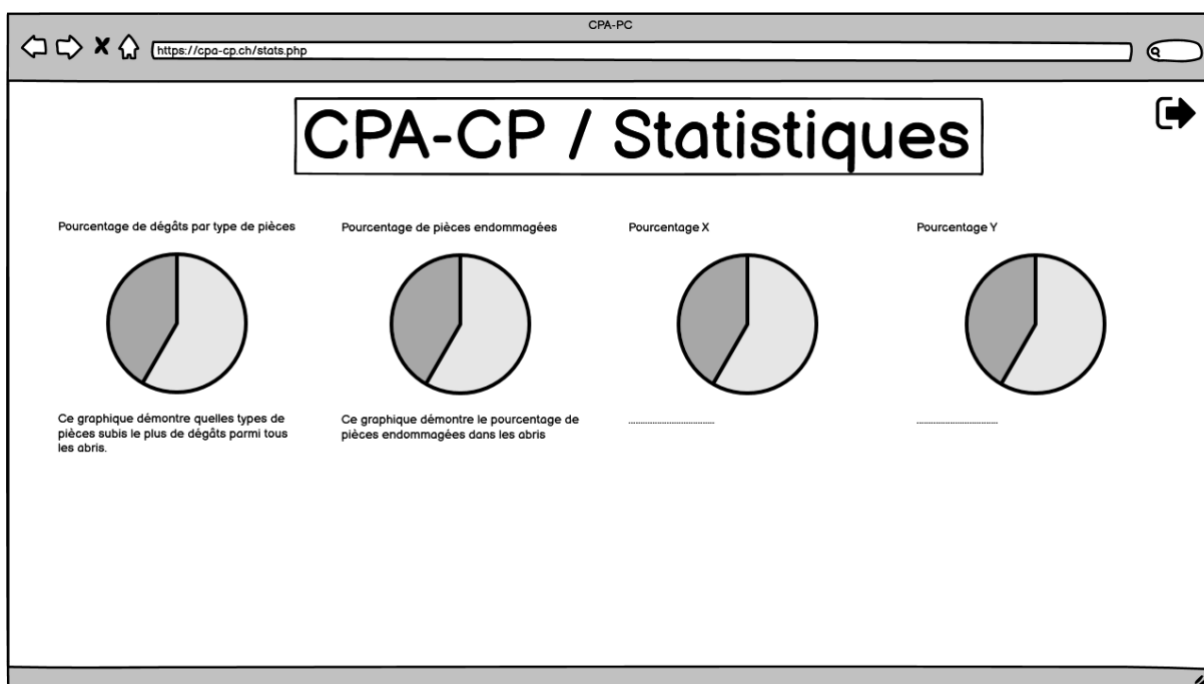 CPA-PC
https://cpa-cp.ch/stats.php
CPA-CP / Statistiques
Pourcentage de dégâts par type de pièces
Pourcentage de pièces endommagées
Pourcentage X
Pourcentage Y
Ce graphique démontre quelles types de
pièces subis le plus de dégâts parmi tous
les abris.
Ce graphique démontre le pourcentage de
pièces endommagées dans les abris